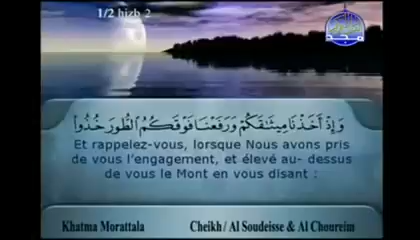 1/2 hizb 2
وَإِذْ أَخَذْنَا مِيثَـٰقَكُمْ وَرَفَعْنَا فَوْقَكُمُ ٱلطُّورَ خُذُوا۟
Et rappelez-vous, lorsque Nous avons pris
de vous l'engagement, et élevé au- dessus
de vous le Mont en vous disant :
Khatma Morattala Cheikh/ Al Soudeisse & Al Choureim